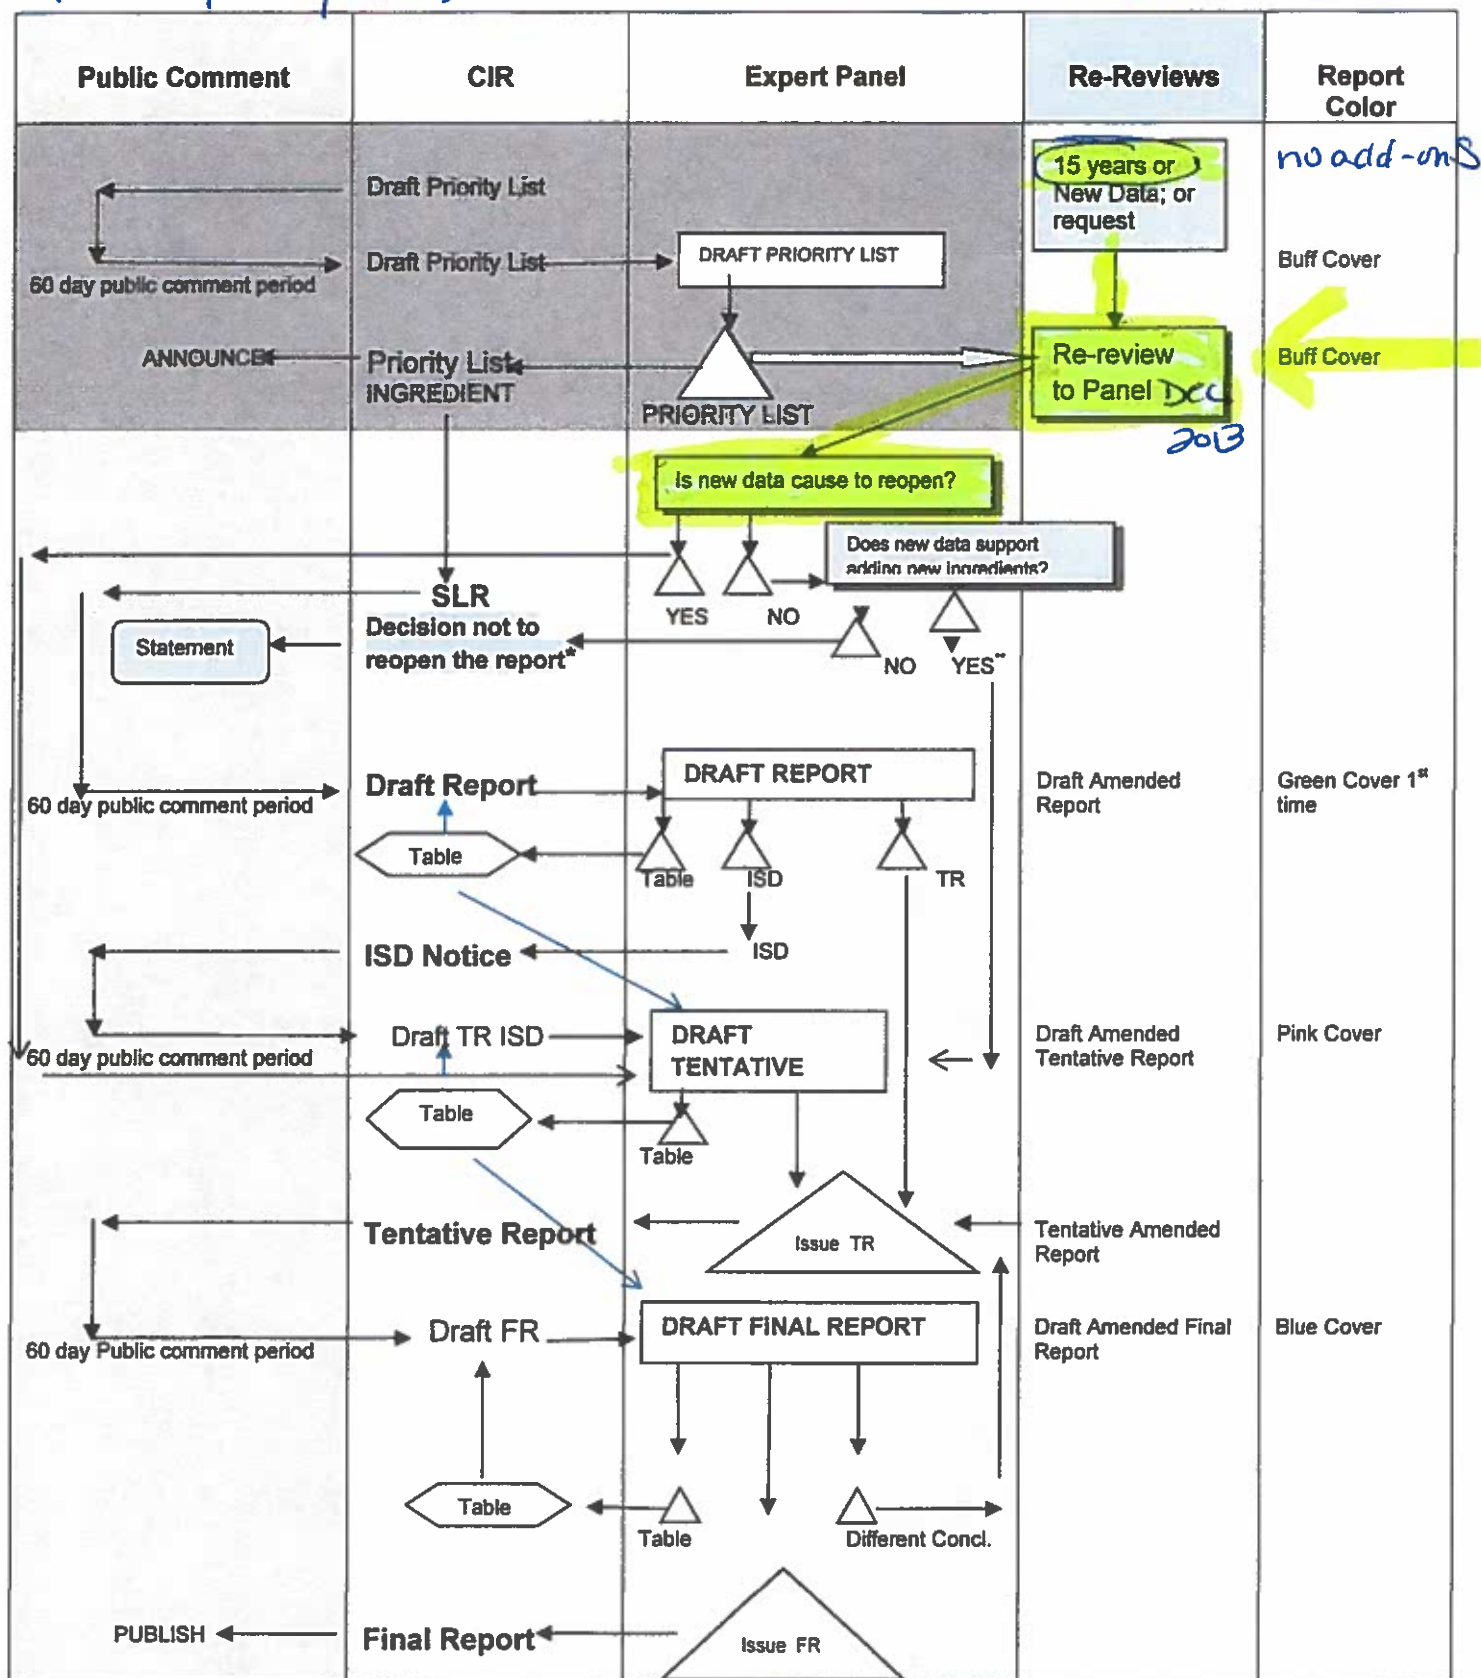 Public Comment
CIR
Expert Panel
Re-Reviews
Report
Color
15 years or
New Data; or
request
no add-ons
Draft Priority List
Draft Priority List
DRAFT PRIORITY LIST
Buff Cover
60 day public comment period
ANNOUNCE
Priority List
INGREDIENT
PRIORITY LIST
Re-review
to Panel DEC
2013
Buff Cover
Is new data cause to reopen?
Does new data support
adding new ingredients?
YES
NO
SLR
Decision not to
reopen the report*
Statement
NO
YES**
Draft Report
DRAFT REPORT
Draft Amended
Report
Green Cover 1st
time
60 day public comment period
Table
Table
ISD
TR
ISD Notice
ISD
Draft TR ISD
DRAFT
TENTATIVE
Draft Amended
Tentative Report
Pink Cover
60 day public comment period
Table
Table
Tentative Report
Issue TR
Tentative Amended
Report
Draft FR
DRAFT FINAL REPORT
Draft Amended Final
Report
Blue Cover
60 day Public comment period
Table
Table
Different Concl.
PUBLISH
Final Report
Issue FR